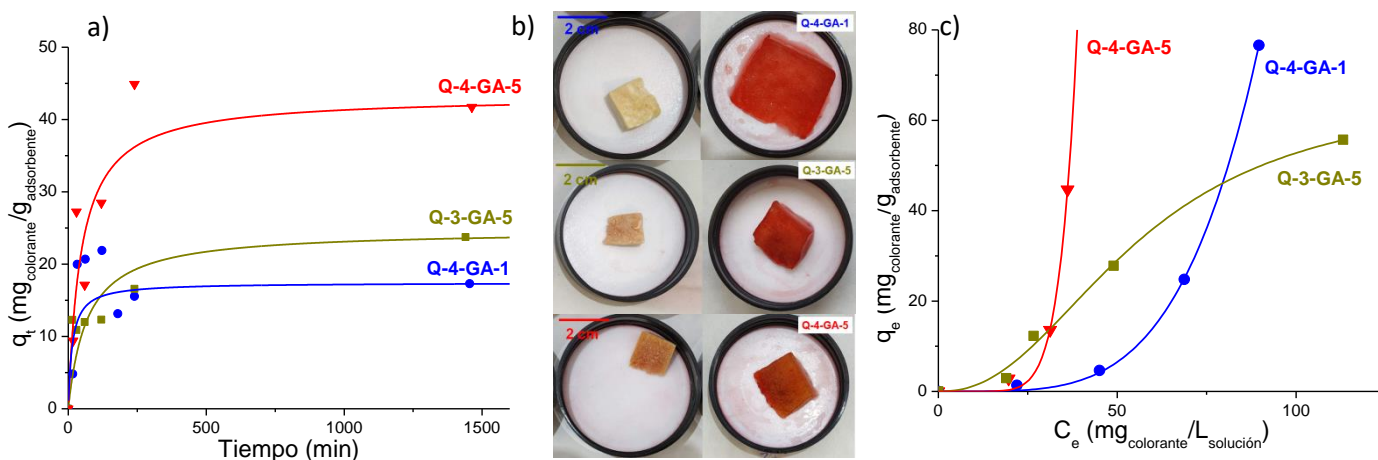 a)
50
40
30
20
10
0
q_t (mg_colorante/g_adsorbente)
Q-4-GA-5
Q-3-GA-5
Q-4-GA-1
0
500
1000
1500
Tiempo (min)
b)
2 cm
Q-4-GA-1
2 cm
Q-3-GA-5
2 cm
Q-4-GA-5
c)
80
60
40
20
0
q_e (mg_colorante/g_adsorbente)
Q-4-GA-5
Q-4-GA-1
Q-3-GA-5
0
50
100
C_e (mg_colorante/L_solución)